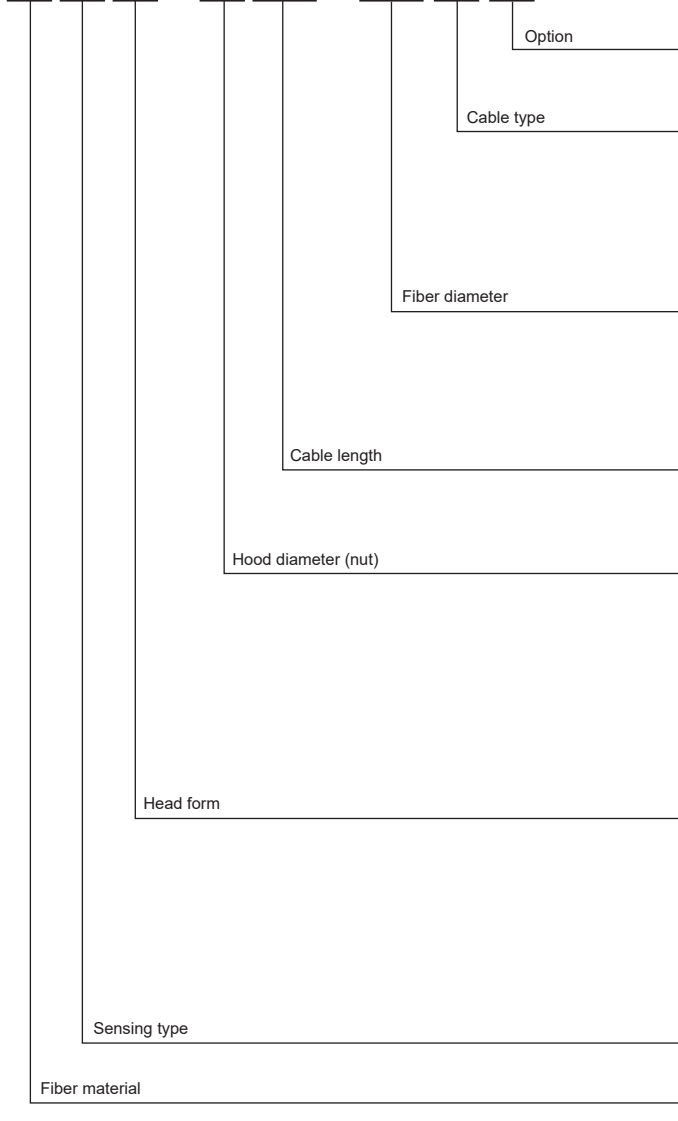 Option
Cable type
Fiber diameter
Cable length
Hood diameter (nut)
Head form
Sensing type
Fiber material